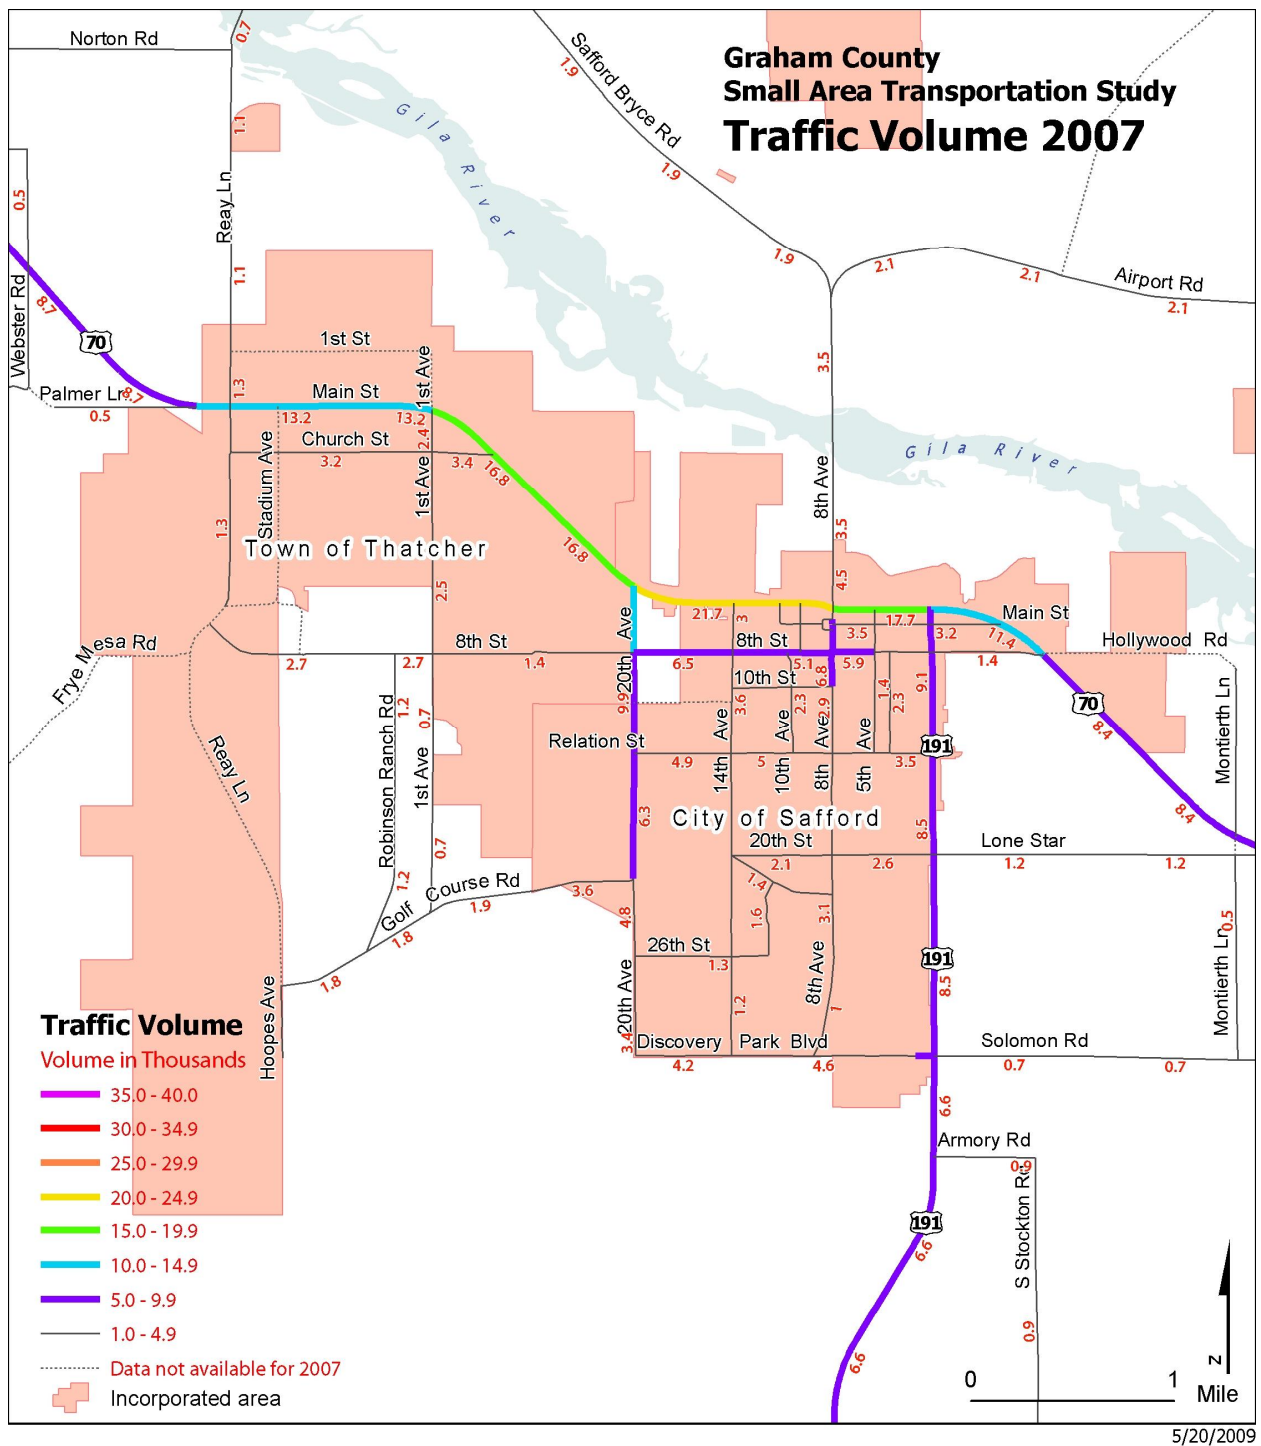 Graham County
Small Area Transportation Study
Traffic Volume 2007
Norton Rd
0.7
Safford Bryce Rd
1.9
1.9
1.9
Gila River
1.1
Reay Ln
1.1
0.5
Webster Rd
8.7
70
8.7
Palmer Ln
0.5
2.1
2.1
Airport Rd
2.1
3.5
1st St
1st Ave
1.3
Main St
13.2
13.2
2.4
Church St
3.2
3.4
16.8
16.8
Stadium Ave
1st Ave
1.3
Town of Thatcher
2.5
8th Ave
3.5
4.5
Gila River
20th Ave
21.7
3
17.7
3.5
3.2
11.4
Main St
Hollywood Rd
1.4
Frye Mesa Rd
2.7
2.7
8th St
1.4
6.5
8th St
5.1
5.9
6.8
10th St
9.9
3.6
2.3
2.9
1.4
2.3
9.1
70
8.4
8.4
Montierth Ln
Reay Ln
Robinson Ranch Rd
1.2
0.7
1st Ave
0.7
1.2
Relation St
4.9
5
3.5
14th Ave
10th Ave
8th Ave
5th Ave
191
6.3
City of Safford
8.5
20th St
2.1
2.6
Lone Star
1.2
1.2
Golf Course Rd
3.6
1.9
1.8
1.8
4.8
1.4
1.6
3.1
26th St
1.3
20th Ave
3.4
1.2
8th Ave
1
191
8.5
0.5
Montierth Ln
Hoopes Ave
Discovery Park Blvd
4.2
4.6
Solomon Rd
0.7
0.7
6.6
Armory Rd
0.9
S Stockton Rd
0.9
191
6.6
6.6
Traffic Volume
Volume in Thousands
35.0 - 40.0
30.0 - 34.9
25.0 - 29.9
20.0 - 24.9
15.0 - 19.9
10.0 - 14.9
5.0 - 9.9
1.0 - 4.9
Data not available for 2007
Incorporated area
N
0 1
Mile
5/20/2009